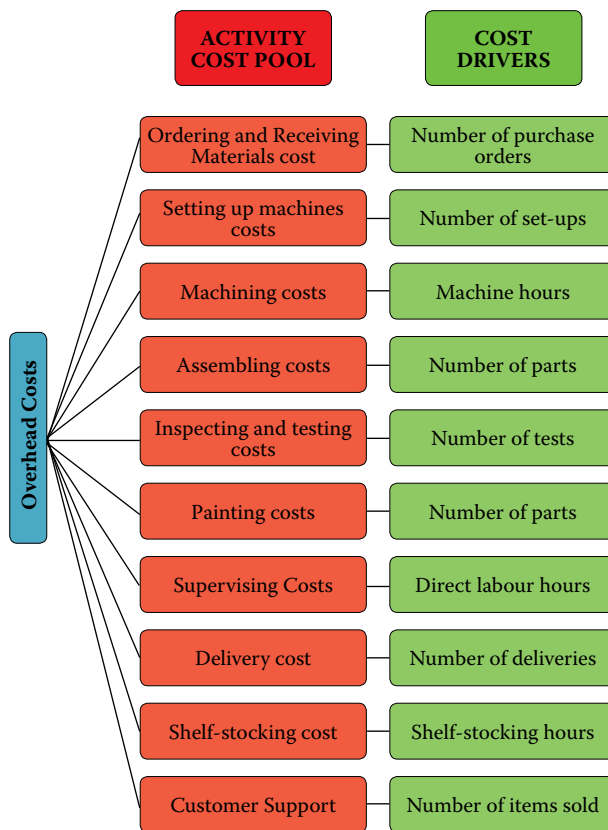 ACTIVITY
COST POOL
COST
DRIVERS
Overhead Costs
Ordering and Receiving
Materials cost
Number of purchase
orders
Setting up machines
costs
Number of set-ups
Machining costs
Machine hours
Assembling costs
Number of parts
Inspecting and testing
costs
Number of tests
Painting costs
Number of parts
Supervising Costs
Direct labour hours
Delivery cost
Number of deliveries
Shelf-stocking cost
Shelf-stocking hours
Customer Support
Number of items sold